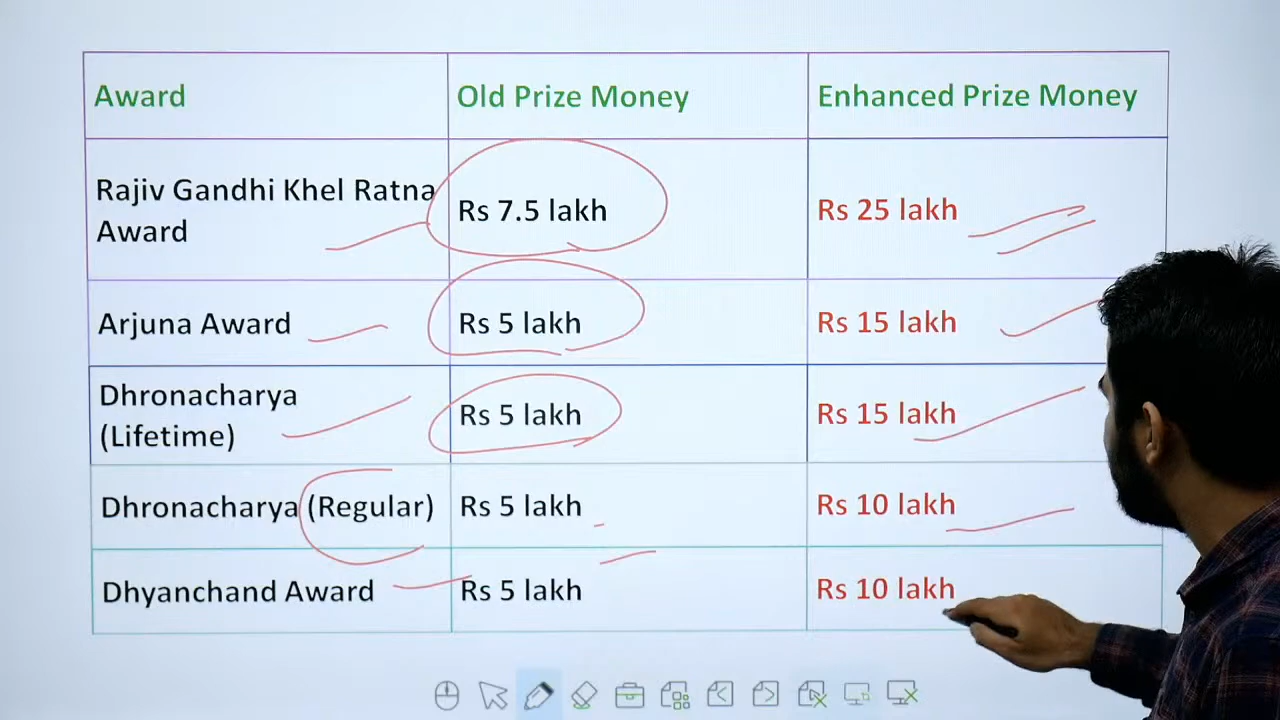 Award Old Prize Money Enhanced Prize Money
Rajiv Gandhi Khel Ratna
Award
Rs 7.5 lakh
Rs 25 lakh
Arjuna Award Rs 5 lakh Rs 15 lakh
Dhronacharya
(Lifetime)
Rs 5 lakh
Rs 15 lakh
Dhronacharya (Regular) Rs 5 lakh Rs 10 lakh
Dhyanchand Award Rs 5 lakh Rs 10 lakh